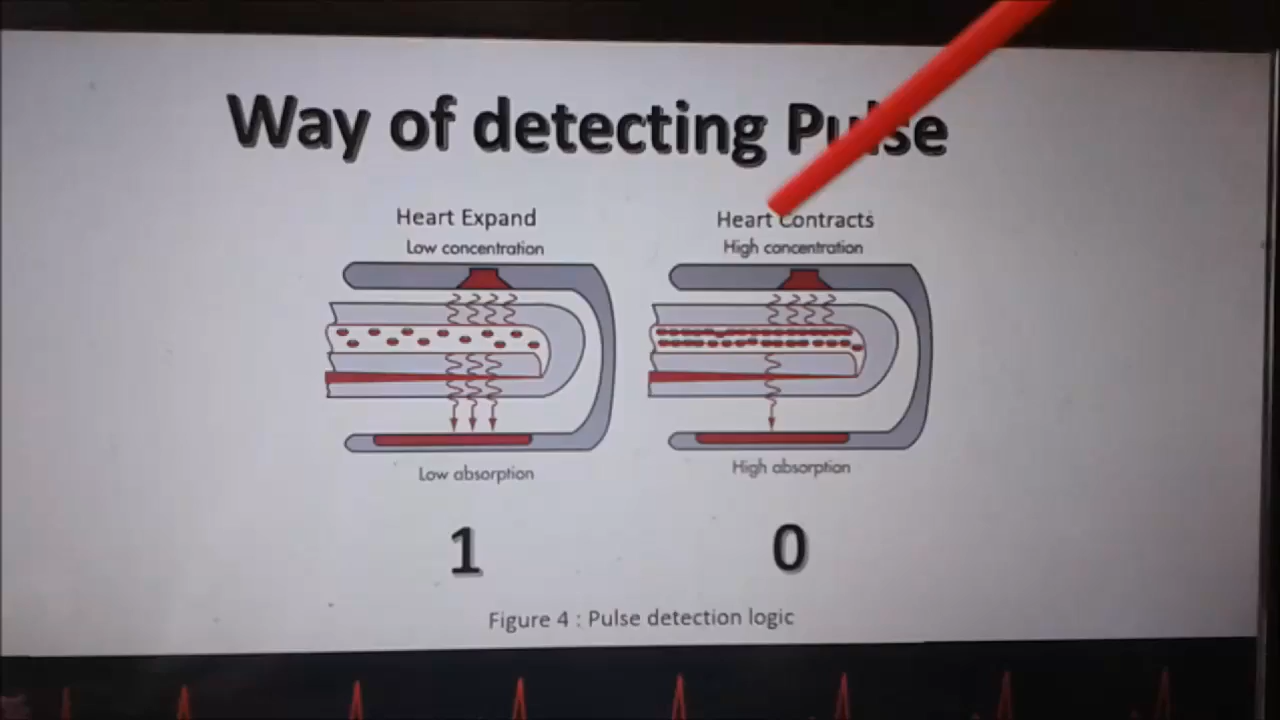 Way of detecting Pulse
Heart Expand
Low concentration
Low absorption
1
Heart Contracts
High concentration
High absorption
0
Figure 4 : Pulse detection logic